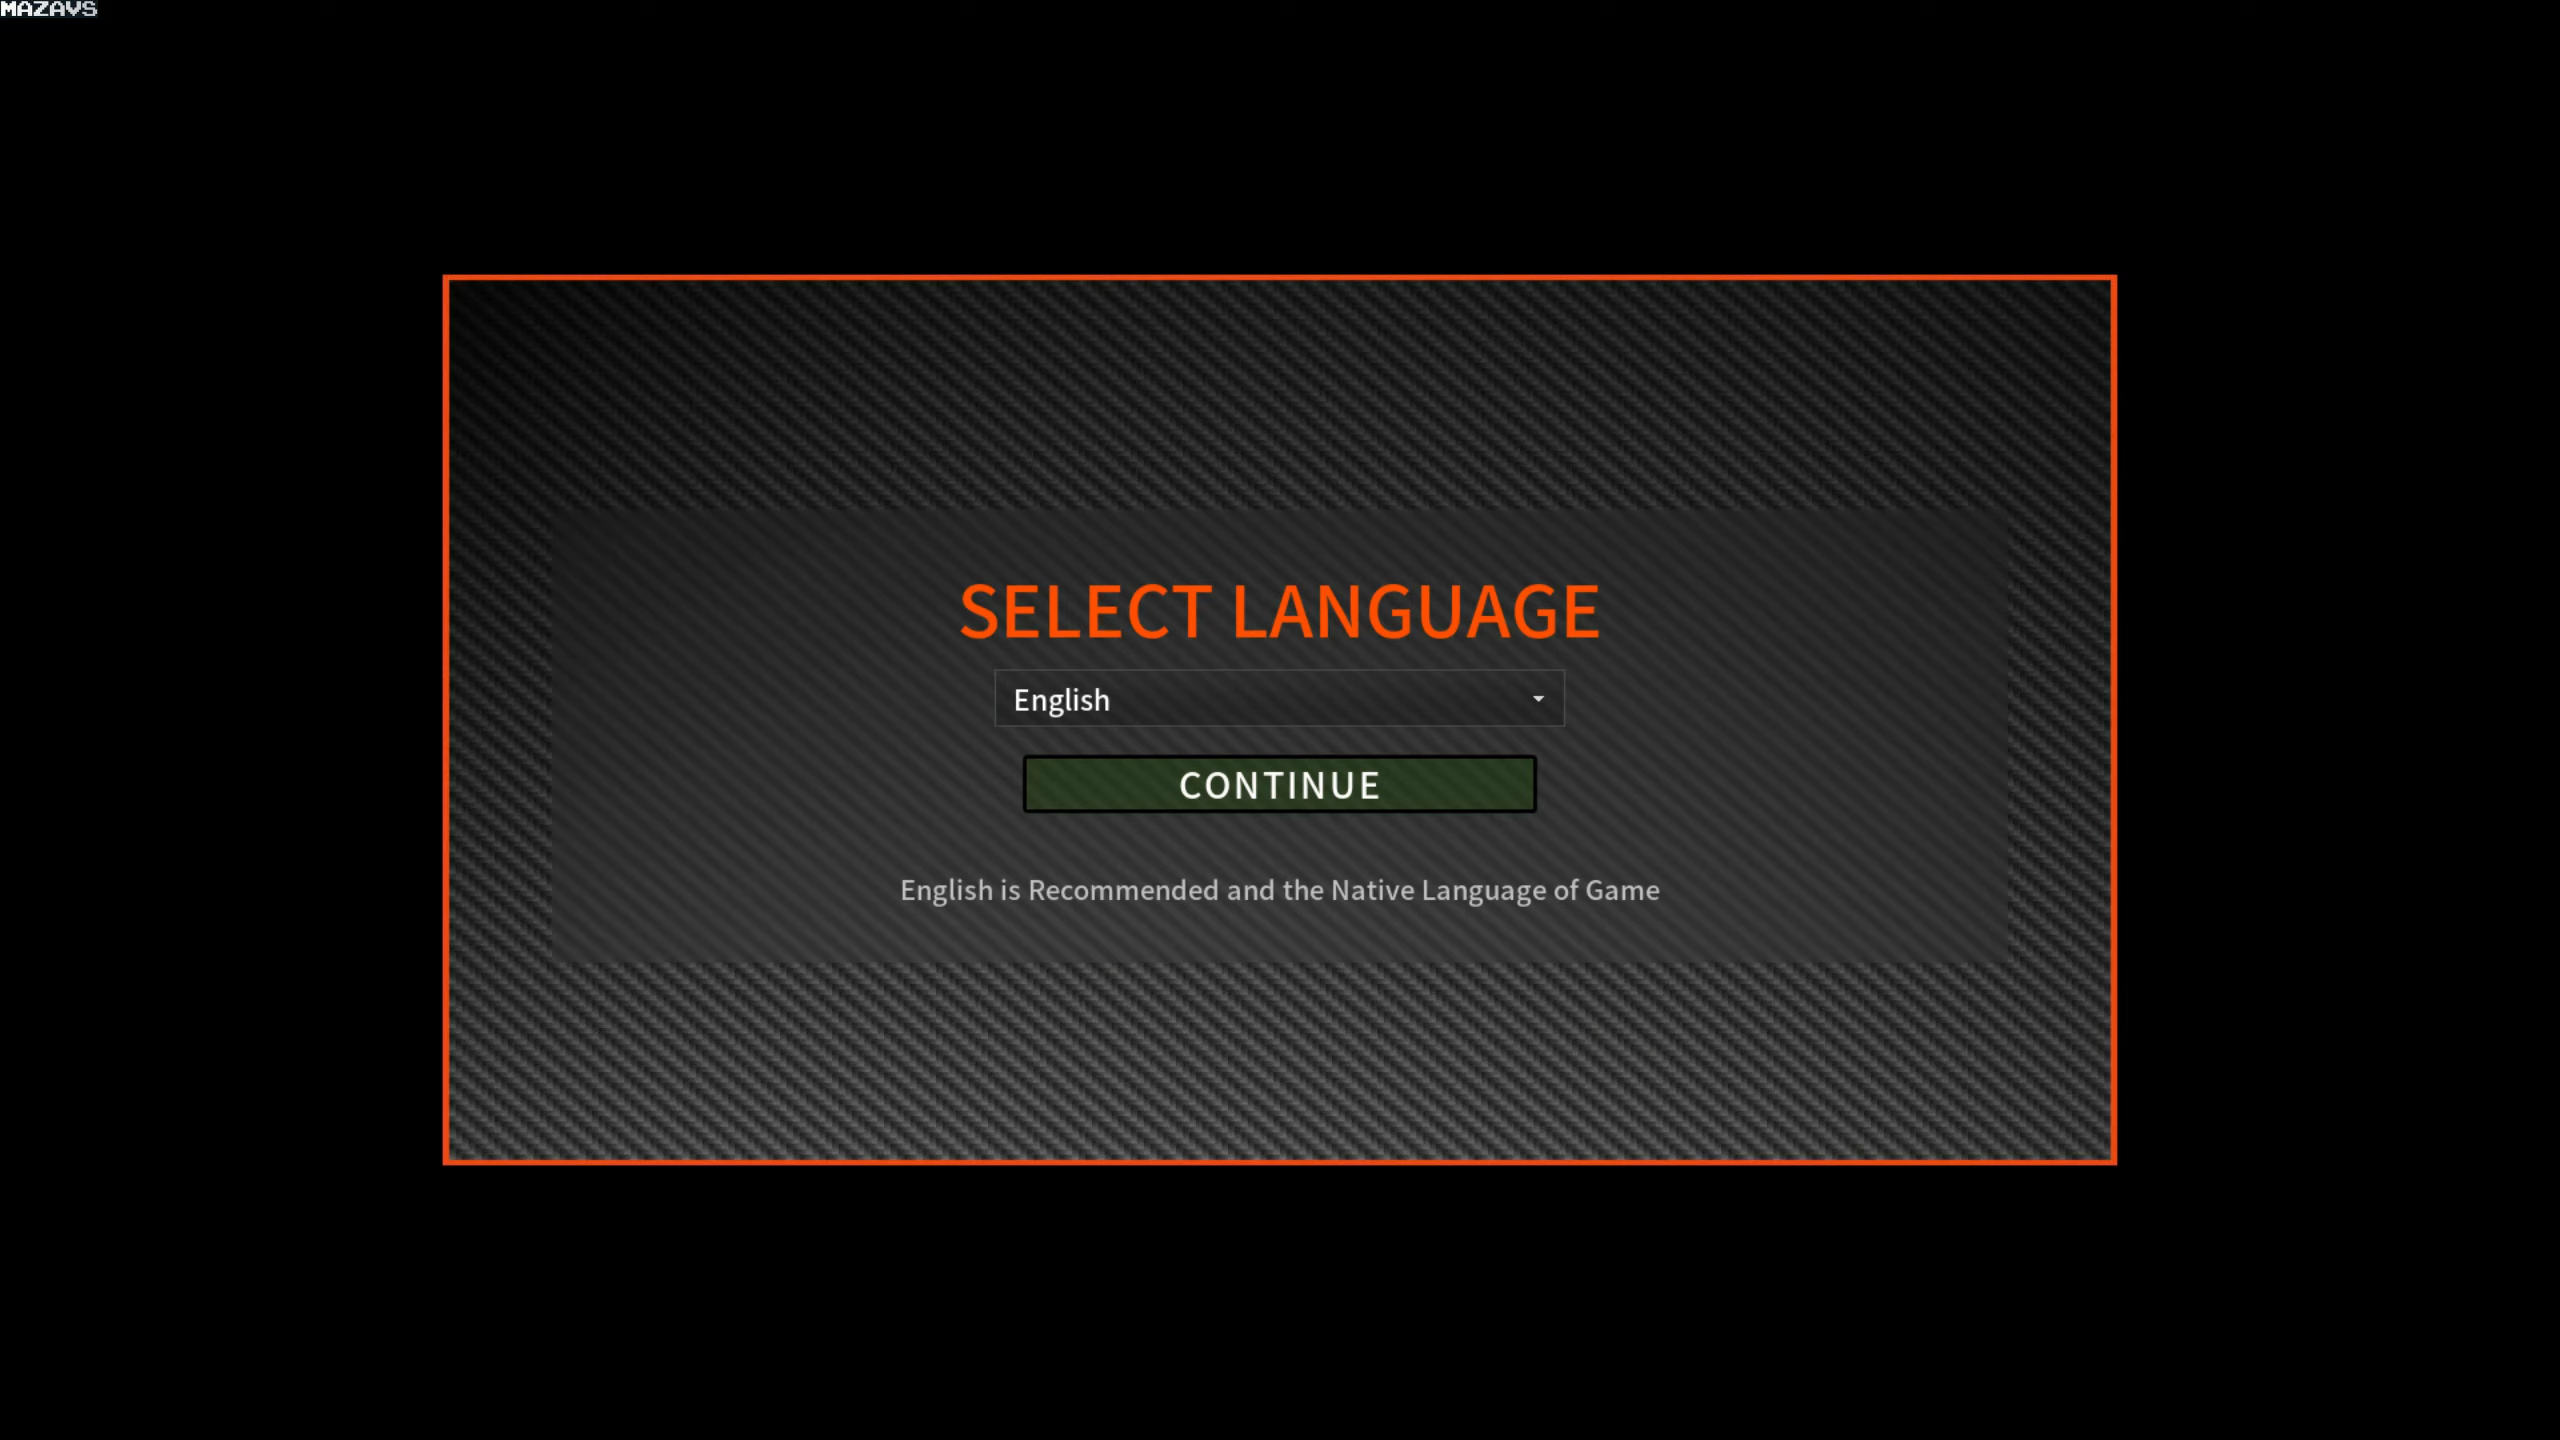 MAZAVS
SELECT LANGUAGE
English
CONTINUE
English is Recommended and the Native Language of Game